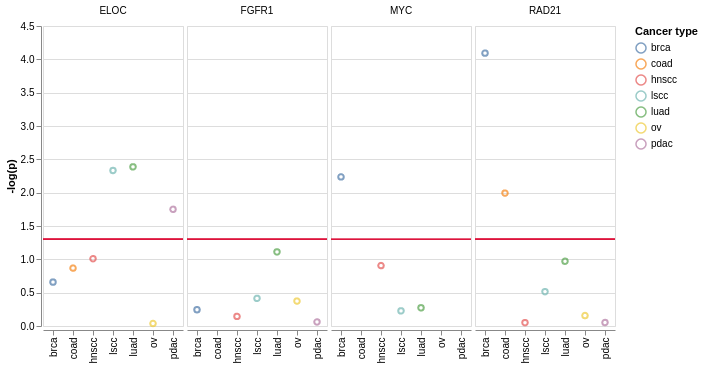 ELOC FGFR1 MYC RAD21
Cancer type
brca
coad
hnscc
lscc
luad
ov
pdac
-log(p)
4.5
4.0
3.5
3.0
2.5
2.0
1.5
1.0
0.5
0.0
brca coad hnscc lscc luad ov pdac brca coad hnscc lscc luad ov pdac brca coad hnscc lscc luad ov pdac brca coad hnscc lscc luad ov pdac